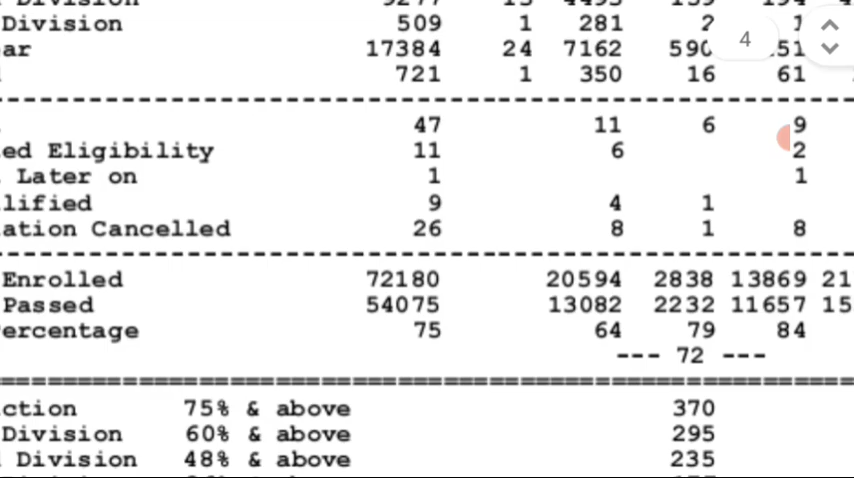 Division 509 1 281 2 1
ar 17384 24 7162 590 51
721 1 350 16 61
47 11 6 9
ed Eligibility 11 6 2
Later on 1 1
lified 9 4 1
ation Cancelled 26 8 1 8
Enrolled 72180 20594 2838 13869 21
Passed 54075 13082 2232 11657 15
ercentage 75 64 79 84
--- 72 ---
ction 75% & above 370
Division 60% & above 295
Division 48% & above 235
4